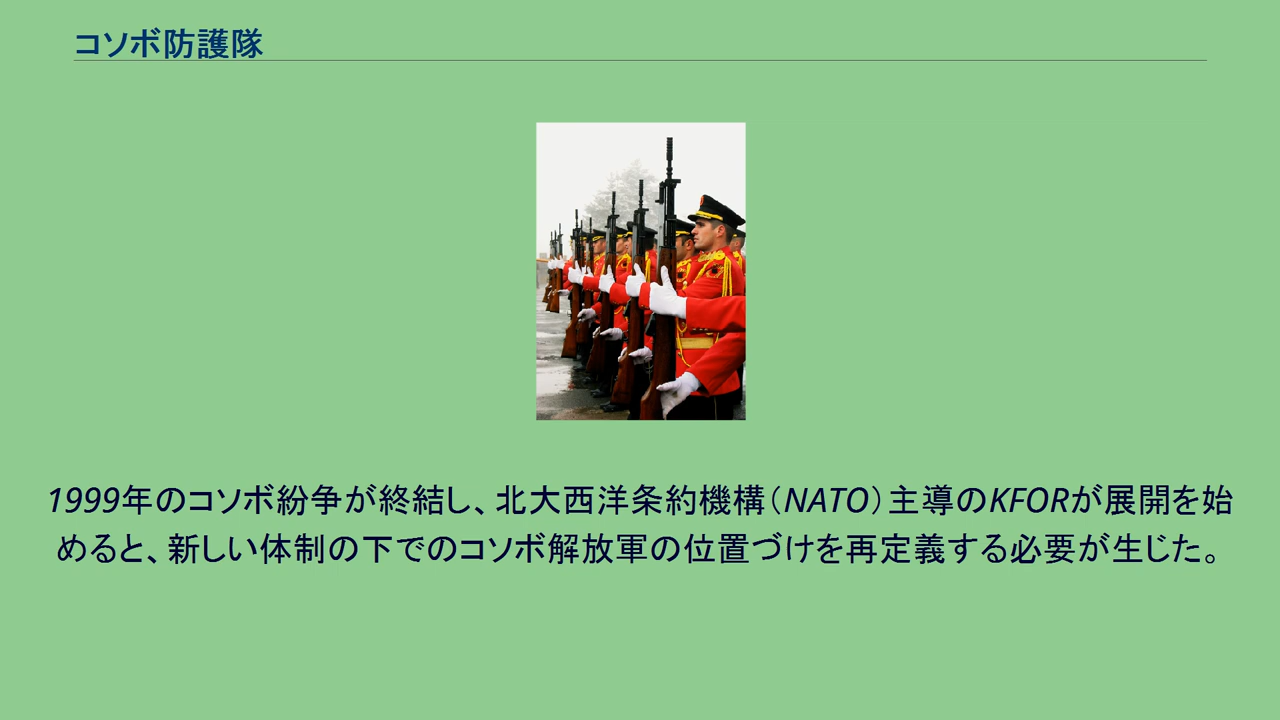 コソボ防護隊
1999年のコソボ紛争が終結し、北大西洋条約機構（NATO）主導のKFORが展開を始
めると、新しい体制の下でのコソボ解放軍の位置づけを再定義する必要が生じた。